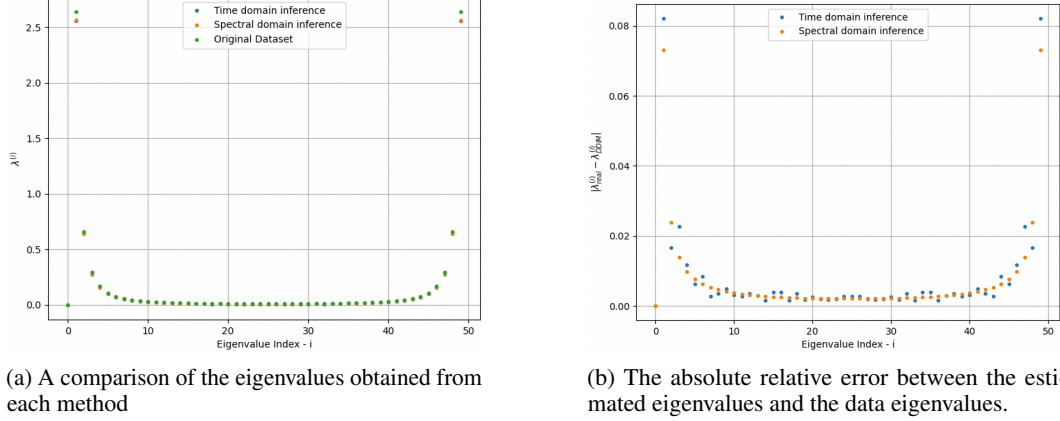 Time domain inference
Spectral domain inference
Original Dataset
2.5
2.0
1.5
1.0
0.5
0.0
λ^(i)
0 10 20 30 40 50
Eigenvalue Index - i
Time domain inference
Spectral domain inference
0.08
0.06
0.04
0.02
0.00
|λ^(i)_real − λ^(i)_DDIM|
0 10 20 30 40 50
Eigenvalue Index - i
(a) A comparison of the eigenvalues obtained from
each method
(b) The absolute relative error between the esti-
mated eigenvalues and the data eigenvalues.